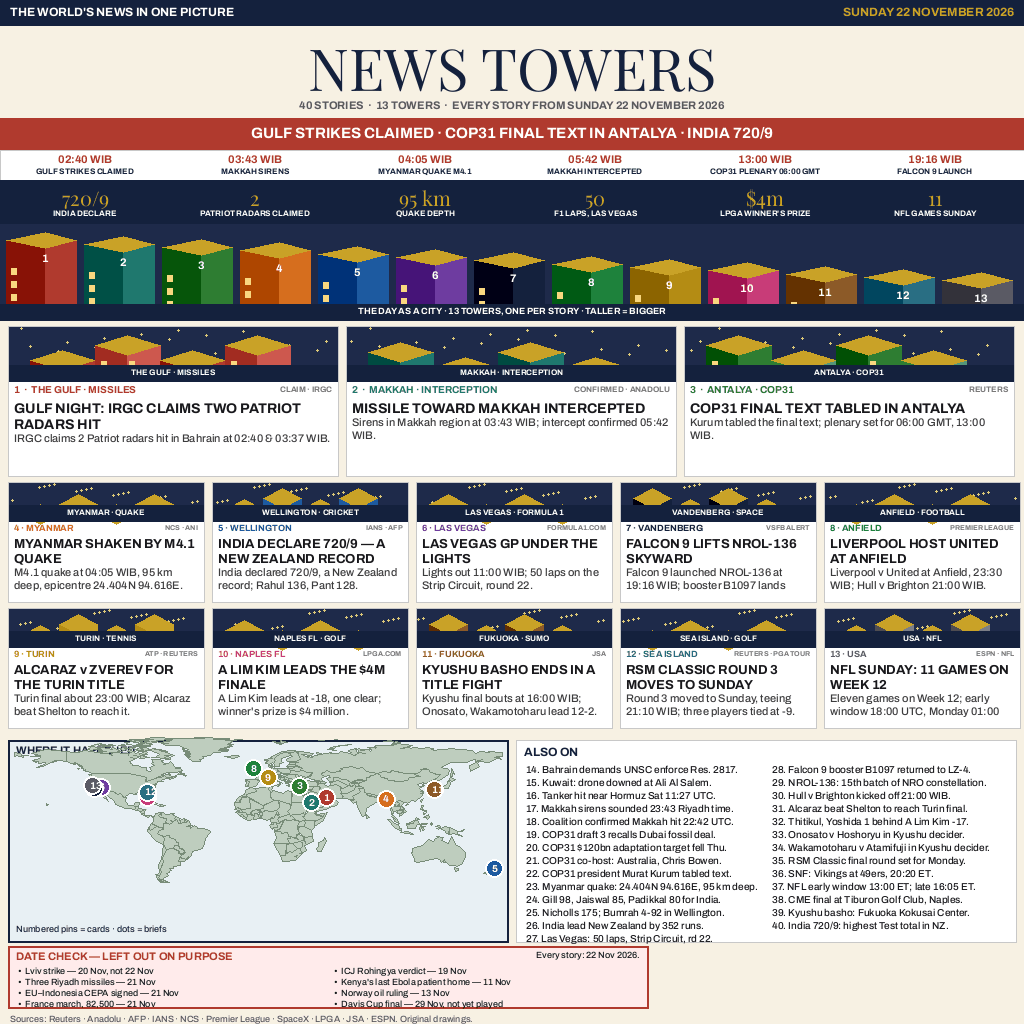 THE WORLD'S NEWS IN ONE PICTURE
SUNDAY 22 NOVEMBER 2026
NEWS TOWERS
40 STORIES · 13 TOWERS · EVERY STORY FROM SUNDAY 22 NOVEMBER 2026
GULF STRIKES CLAIMED · COP31 FINAL TEXT IN ANTALYA · INDIA 720/9
02:40 WIB
GULF STRIKES CLAIMED
03:43 WIB
MAKKAH SIRENS
04:05 WIB
MYANMAR QUAKE M4.1
05:42 WIB
MAKKAH INTERCEPTED
13:00 WIB
COP31 PLENARY 06:00 GMT
19:16 WIB
FALCON 9 LAUNCH
720/9
INDIA DECLARE
2
PATRIOT RADARS CLAIMED
95 km
QUAKE DEPTH
50
F1 LAPS, LAS VEGAS
$4m
LPGA WINNER'S PRIZE
11
NFL GAMES SUNDAY
1
2
3
4
5
6
7
8
9
10
11
12
13
THE DAY AS A CITY · 13 TOWERS, ONE PER STORY · TALLER = BIGGER
THE GULF · MISSILES
1 · THE GULF · MISSILES
CLAIM · IRGC
GULF NIGHT: IRGC CLAIMS TWO PATRIOT
RADARS HIT
IRGC claims 2 Patriot radars hit in Bahrain at 02:40 & 03:37 WIB.
MAKKAH · INTERCEPTION
2 · MAKKAH · INTERCEPTION
CONFIRMED · ANADOLU
MISSILE TOWARD MAKKAH INTERCEPTED
Sirens in Makkah region at 03:43 WIB; intercept confirmed 05:42
WIB.
ANTALYA · COP31
3 · ANTALYA · COP31
REUTERS
COP31 FINAL TEXT TABLED IN ANTALYA
Kurum tabled the final text; plenary set for 06:00 GMT, 13:00
WIB.
MYANMAR · QUAKE
4 · MYANMAR
NCS · ANI
MYANMAR SHAKEN BY M4.1
QUAKE
M4.1 quake at 04:05 WIB, 95 km
deep, epicentre 24.404N 94.616E.
WELLINGTON · CRICKET
5 · WELLINGTON
IANS · AFP
INDIA DECLARE 720/9 — A
NEW ZEALAND RECORD
India declared 720/9, a New Zealand
record; Rahul 136, Pant 128.
LAS VEGAS · FORMULA 1
6 · LAS VEGAS
FORMULA1.COM
LAS VEGAS GP UNDER THE
LIGHTS
Lights out 11:00 WIB; 50 laps on the
Strip Circuit, round 22.
VANDENBERG · SPACE
7 · VANDENBERG
VSFB ALERT
FALCON 9 LIFTS NROL-136
SKYWARD
Falcon 9 launched NROL-136 at
19:16 WIB; booster B1097 lands
ANFIELD · FOOTBALL
8 · ANFIELD
PREMIER LEAGUE
LIVERPOOL HOST UNITED
AT ANFIELD
Liverpool v United at Anfield, 23:30
WIB; Hull v Brighton 21:00 WIB.
TURIN · TENNIS
9 · TURIN
ATP · REUTERS
ALCARAZ v ZVEREV FOR
THE TURIN TITLE
Turin final about 23:00 WIB; Alcaraz
beat Shelton to reach it.
NAPLES FL · GOLF
10 · NAPLES FL
LPGA.COM
A LIM KIM LEADS THE $4M
FINALE
A Lim Kim leads at -18, one clear;
winner's prize is $4 million.
FUKUOKA · SUMO
11 · FUKUOKA
JSA
KYUSHU BASHO ENDS IN A
TITLE FIGHT
Kyushu final bouts at 16:00 WIB;
Onosato, Wakamotoharu lead 12-2.
SEA ISLAND · GOLF
12 · SEA ISLAND
REUTERS · PGA TOUR
RSM CLASSIC ROUND 3
MOVES TO SUNDAY
Round 3 moved to Sunday, teeing
21:10 WIB; three players tied at -9.
USA · NFL
13 · USA
ESPN · NFL
NFL SUNDAY: 11 GAMES ON
WEEK 12
Eleven games on Week 12; early
window 18:00 UTC, Monday 01:00
WHERE IT
8
9
3
2
1
4
5
Numbered pins = cards · dots = briefs
ALSO ON
14. Bahrain demands UNSC enforce Res. 2817.
15. Kuwait: drone downed at Ali Al Salem.
16. Tanker hit near Hormuz Sat 11:27 UTC.
17. Makkah sirens sounded 23:43 Riyadh time.
18. Coalition confirmed Makkah hit 22:42 UTC.
19. COP31 draft 3 recalls Dubai fossil deal.
20. COP31 $120bn adaptation target fell Thu.
21. COP31 co-host: Australia, Chris Bowen.
22. COP31 president Murat Kurum tabled text.
23. Myanmar quake: 24.404N 94.616E, 95 km deep.
24. Gill 98, Jaiswal 85, Padikkal 80 for India.
25. Nicholls 175; Bumrah 4-92 in Wellington.
26. India lead New Zealand by 352 runs.
27. Las Vegas: 50 laps, Strip Circuit, rd 22.
28. Falcon 9 booster B1097 returned to LZ-4.
29. NROL-136: 15th batch of NRO constellation.
30. Hull v Brighton kicked off 21:00 WIB.
31. Alcaraz beat Shelton to reach Turin final.
32. Thitikul, Yoshida 1 behind A Lim Kim -17.
33. Onosato v Hoshoryu in Kyushu decider.
34. Wakamotoharu v Atamifuji in Kyushu decider.
35. RSM Classic final round set for Monday.
36. SNF: Vikings at 49ers, 20:20 ET.
37. NFL early window 13:00 ET; late 16:05 ET.
38. CME final at Tiburon Golf Club, Naples.
39. Kyushu basho: Fukuoka Kokusai Center.
40. India 720/9: highest Test total in NZ.
DATE CHECK — LEFT OUT ON PURPOSE
Every story: 22 Nov 2026.
• Lviv strike — 20 Nov, not 22 Nov
• Three Riyadh missiles — 21 Nov
• EU–Indonesia CEPA signed — 21 Nov
• France march, 82,500 — 21 Nov
• ICJ Rohingya verdict — 19 Nov
• Kenya's last Ebola patient home — 11 Nov
• Norway oil ruling — 13 Nov
• Davis Cup final — 29 Nov, not yet played
Sources: Reuters · Anadolu · AFP · IANS · NCS · Premier League · SpaceX · LPGA · JSA · ESPN. Original drawings.